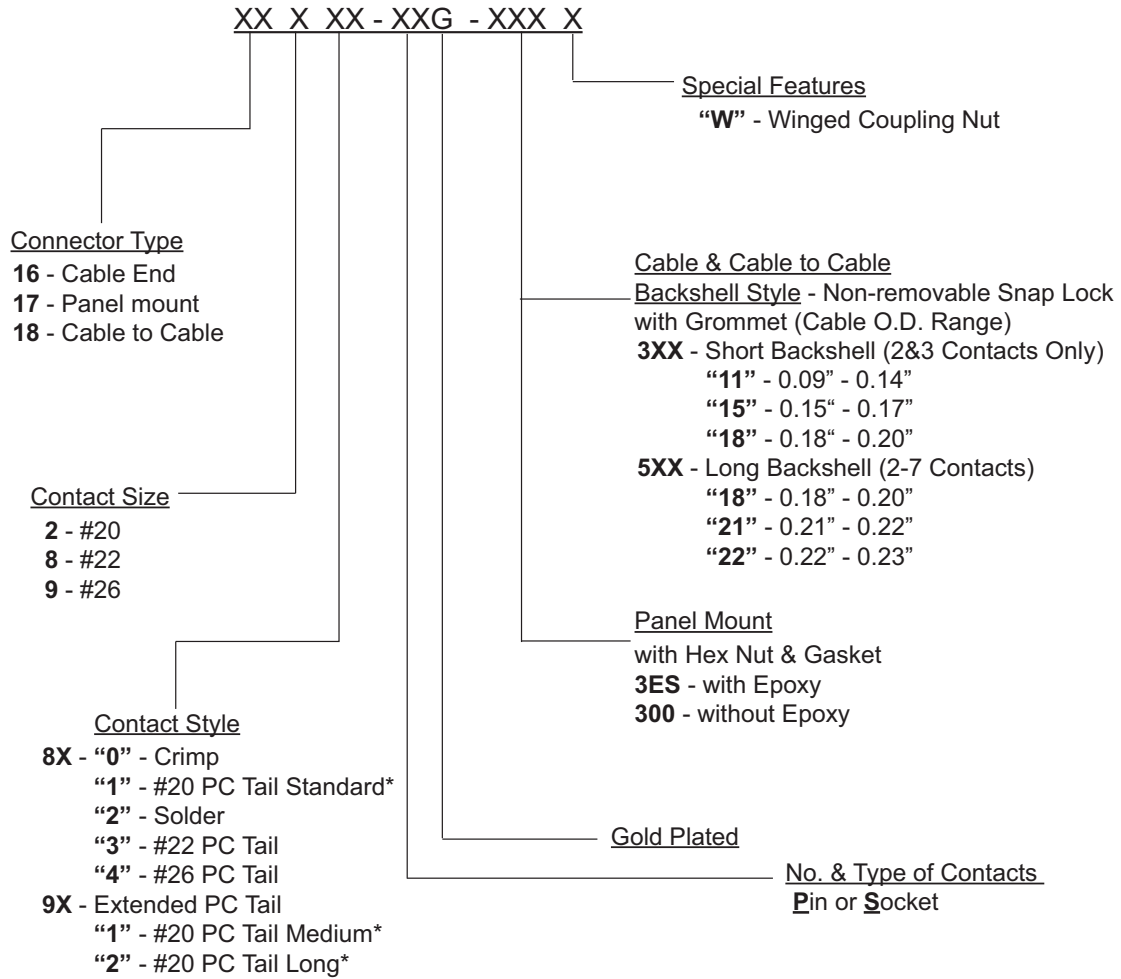 XX X XX - XXG - XXX X
Special Features
“W” - Winged Coupling Nut
Connector Type
16 - Cable End
17 - Panel mount
18 - Cable to Cable
Cable & Cable to Cable
Backshell Style - Non-removable Snap Lock
with Grommet (Cable O.D. Range)
3XX - Short Backshell (2&3 Contacts Only)
“11” - 0.09” - 0.14”
“15” - 0.15“ - 0.17”
“18” - 0.18“ - 0.20”
5XX - Long Backshell (2-7 Contacts)
“18” - 0.18” - 0.20”
“21” - 0.21” - 0.22”
“22” - 0.22” - 0.23”
Contact Size
2 - #20
8 - #22
9 - #26
Panel Mount
with Hex Nut & Gasket
3ES - with Epoxy
300 - without Epoxy
Contact Style
8X - “0” - Crimp
“1” - #20 PC Tail Standard*
“2” - Solder
“3” - #22 PC Tail
“4” - #26 PC Tail
9X - Extended PC Tail
“1” - #20 PC Tail Medium*
“2” - #20 PC Tail Long*
Gold Plated
No. & Type of Contacts
Pin or Socket